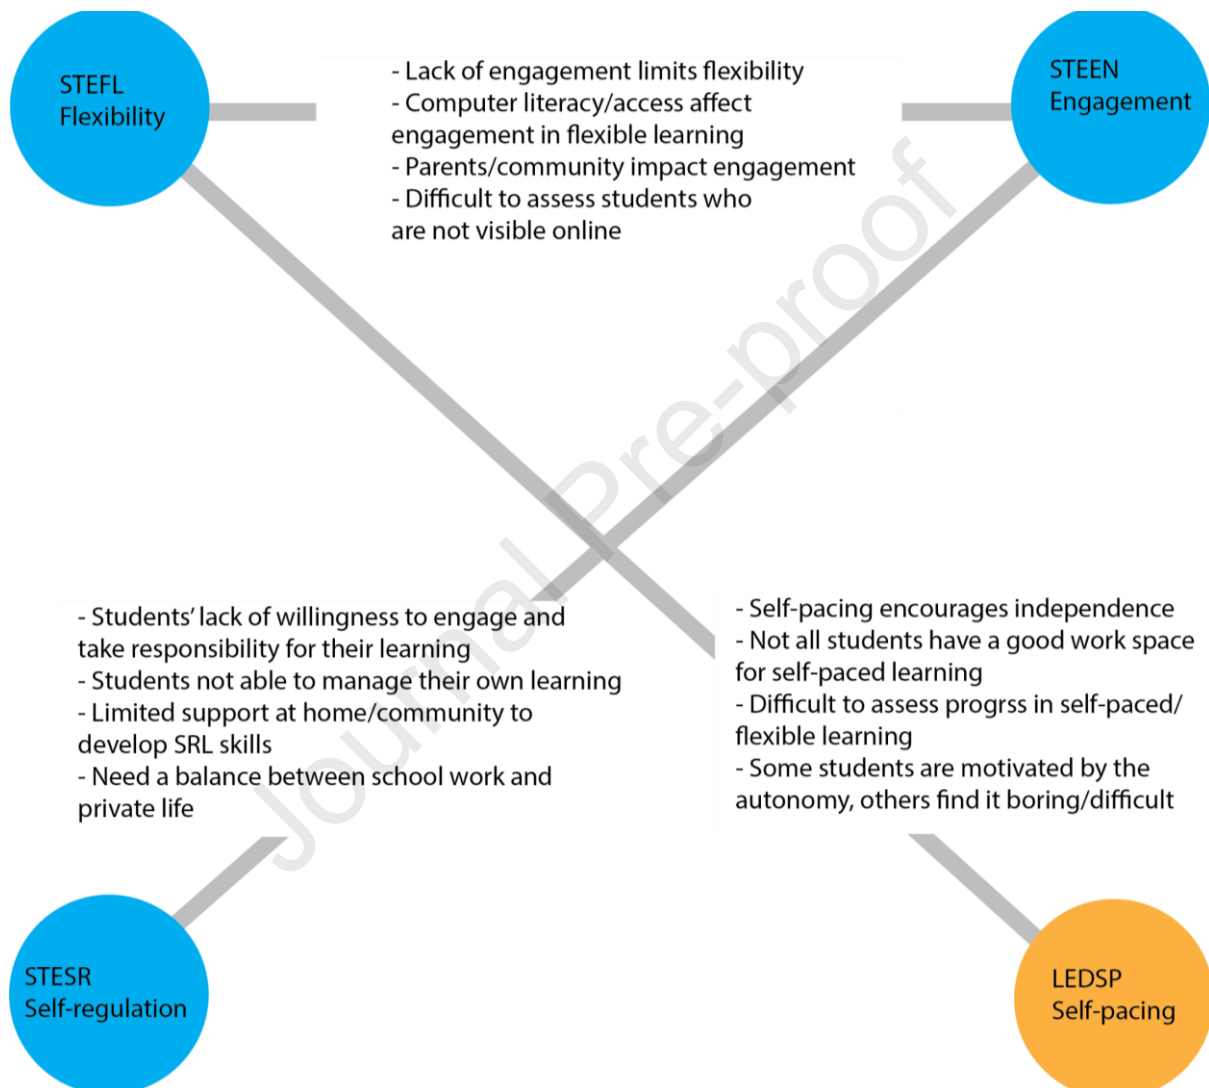 STEFL
Flexibility
- Lack of engagement limits flexibility
- Computer literacy/access affect
engagement in flexible learning
- Parents/community impact engagement
- Difficult to assess students who
are not visible online
STEEN
Engagement
Journal Pre-proof
- Students' lack of willingness to engage and
take responsibility for their learning
- Students not able to manage their own learning
- Limited support at home/community to
develop SRL skills
- Need a balance between school work and
private life
- Self-pacing encourages independence
- Not all students have a good work space
for self-paced learning
- Difficult to assess progrss in self-paced/
flexible learning
- Some students are motivated by the
autonomy, others find it boring/difficult
STESR
Self-regulation
LEDSP
Self-pacing